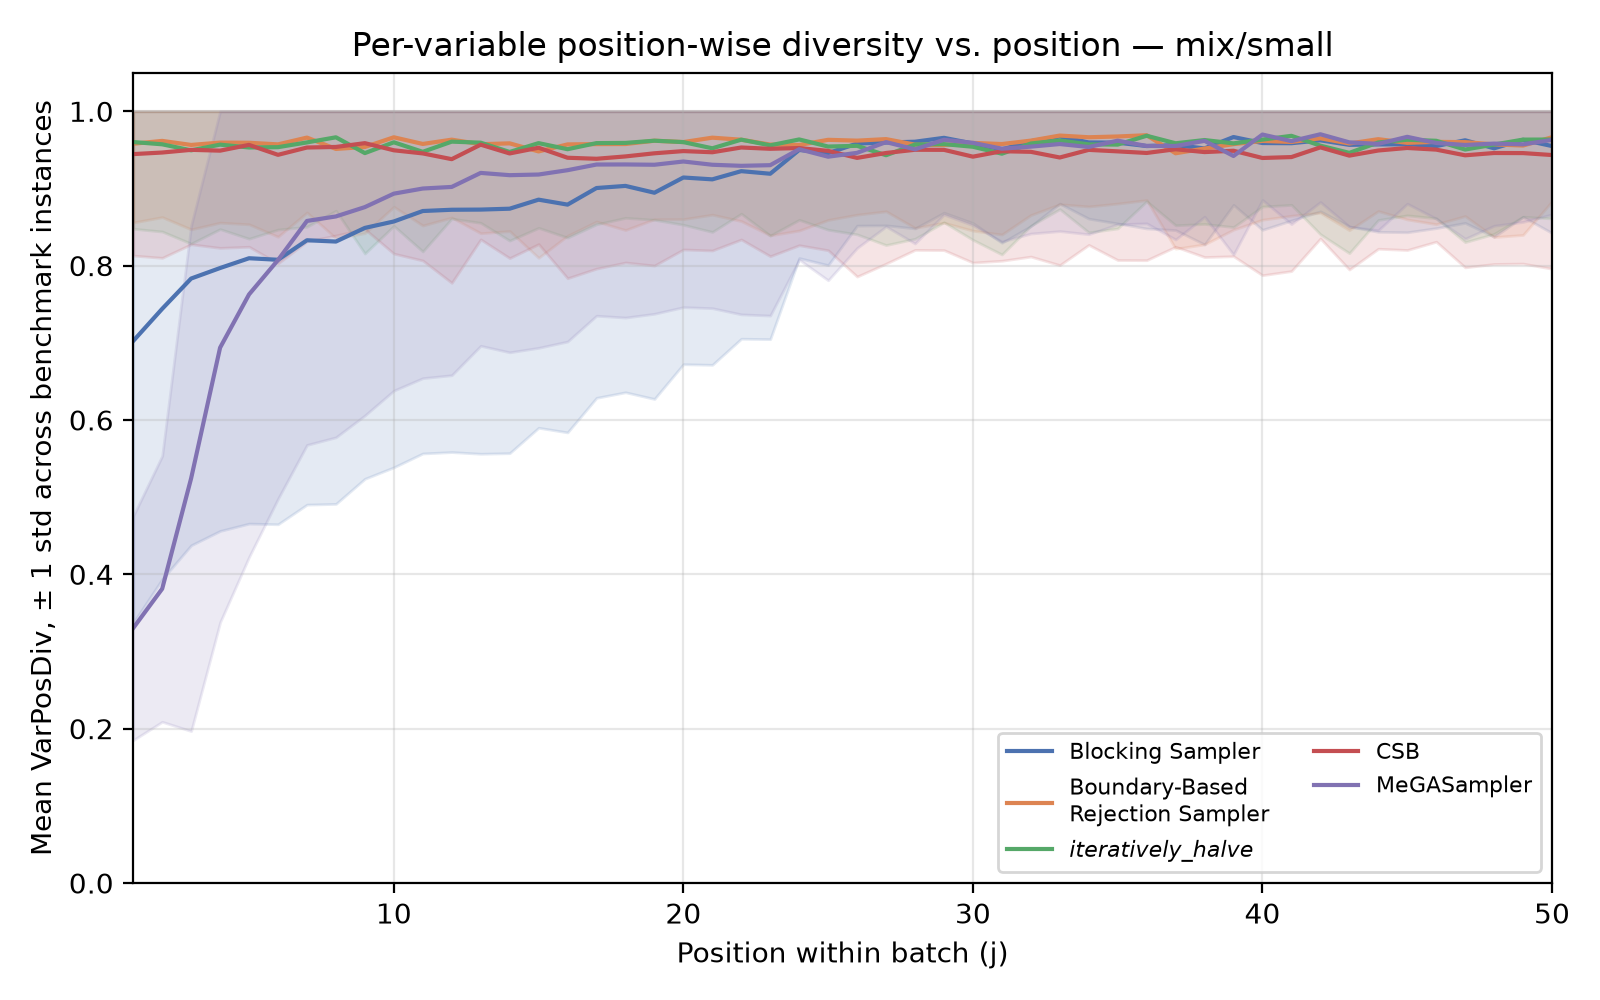 Per-variable position-wise diversity vs. position — mix/small
Mean VarPosDiv, ± 1 std across benchmark instances
1.0
0.8
0.6
0.4
0.2
0.0
10
20
30
40
50
Position within batch (j)
Blocking Sampler
Boundary-Based
Rejection Sampler
iteratively_halve
CSB
MeGASampler